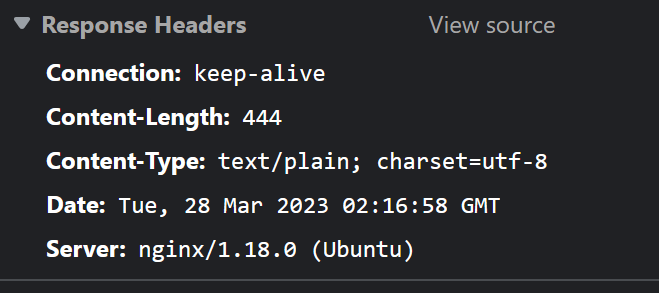 Response Headers View source
Connection: keep-alive
Content-Length: 444
Content-Type: text/plain; charset=utf-8
Date: Tue, 28 Mar 2023 02:16:58 GMT
Server: nginx/1.18.0 (Ubuntu)